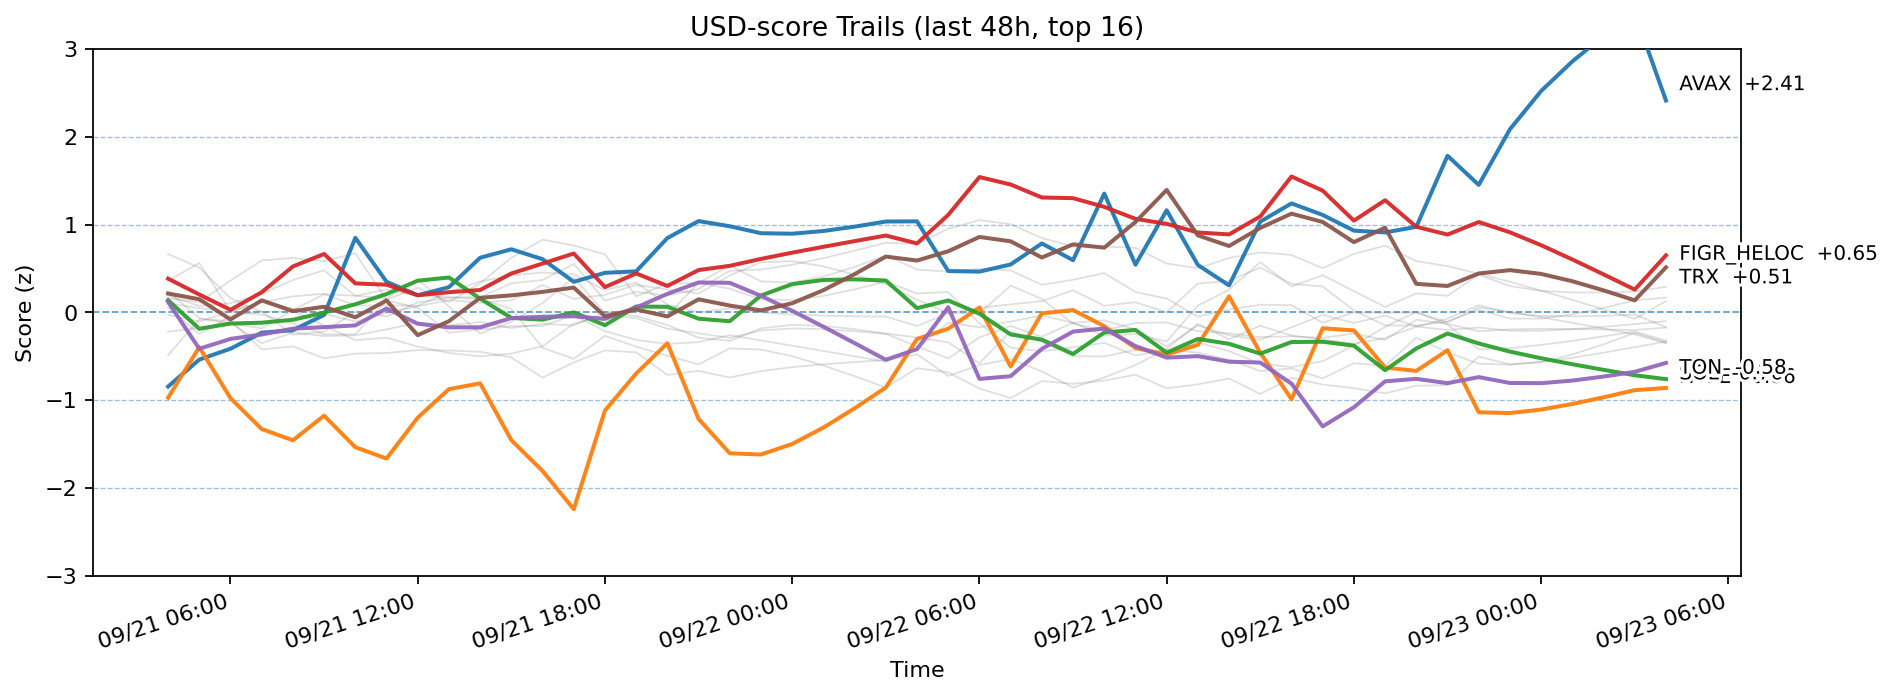 USD-score Trails (last 48h, top 16)
3
2
1
0
−1
−2
−3
Score (z)
AVAX +2.41
FIGR_HELOC +0.65
TRX +0.51
TON -0.58
09/21 06:00
09/21 12:00
09/21 18:00
09/22 00:00
09/22 06:00
09/22 12:00
09/22 18:00
09/23 00:00
09/23 06:00
Time